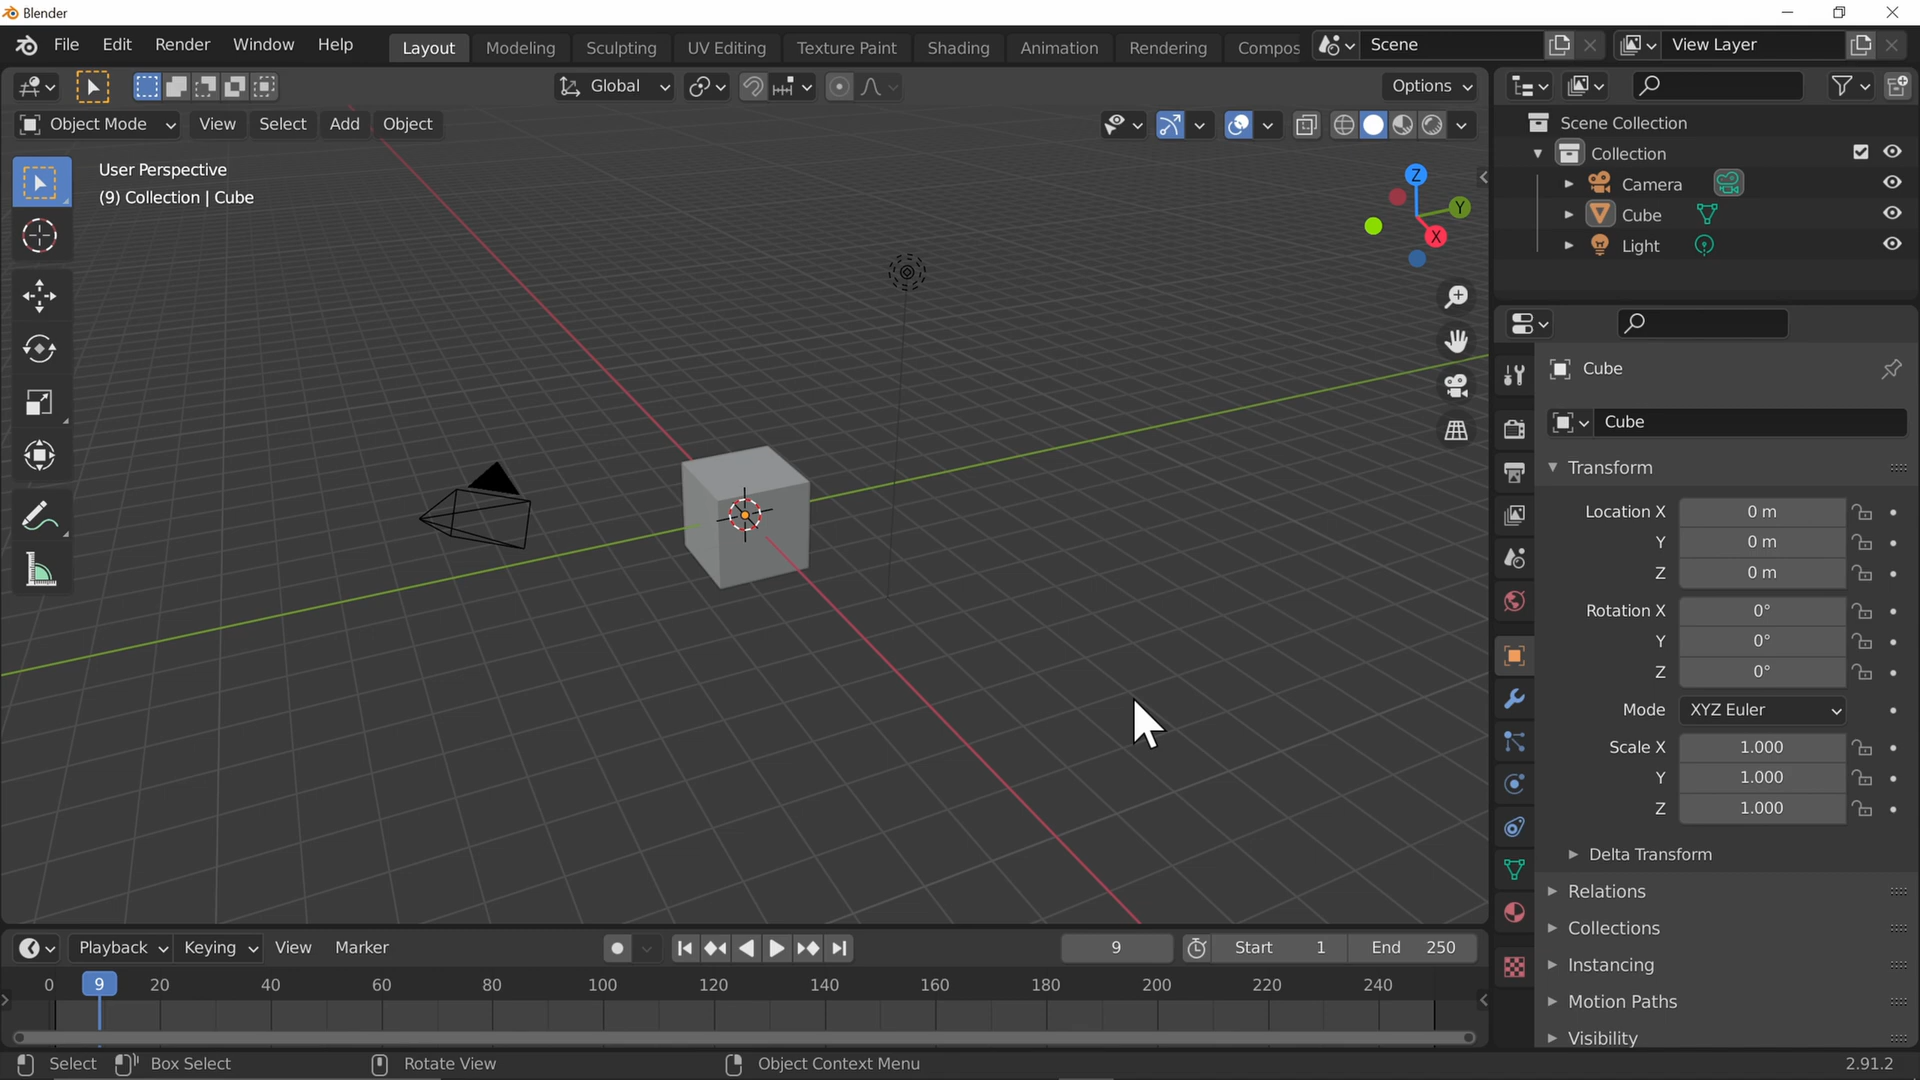 Blender
File Edit Render Window Help Layout Modeling Sculpting UV Editing Texture Paint Shading Animation Rendering Compos Scene View Layer
Global Options
Object Mode View Select Add Object
User Perspective
(9) Collection | Cube
Z
Y
X
Scene Collection
Collection
Camera
Cube
Light
Cube
Cube
Transform
Location X 0 m
Y 0 m
Z 0 m
Rotation X 0°
Y 0°
Z 0°
Mode XYZ Euler
Scale X 1.000
Y 1.000
Z 1.000
Delta Transform
Relations
Collections
Instancing
Motion Paths
Visibility
Playback Keying View Marker 9 Start 1 End 250
0 9 20 40 60 80 100 120 140 160 180 200 220 240
Select Box Select Rotate View Object Context Menu 2.91.2